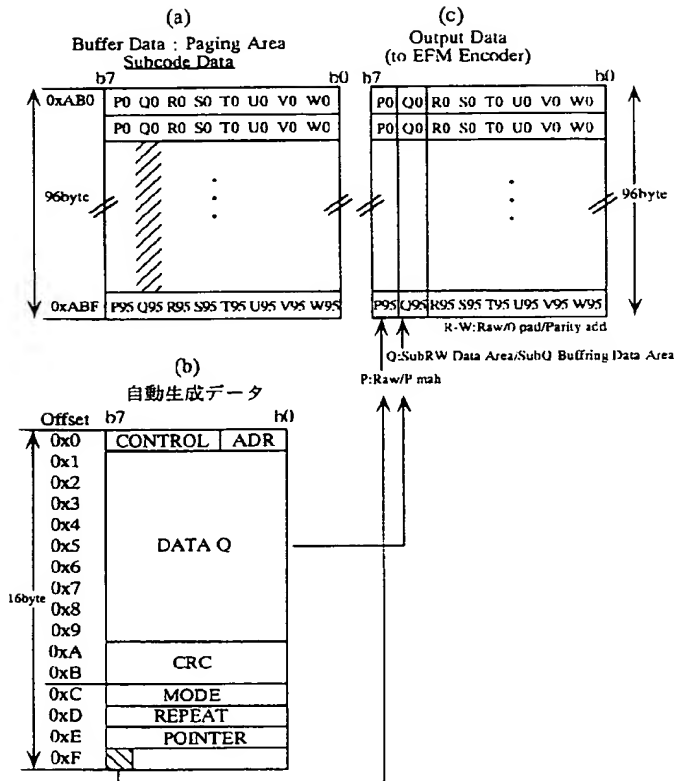 (a)
Buffer Data : Paging Area
Subcode Data
b7 b0
0xAB0 P0 Q0 R0 S0 T0 U0 V0 W0
P0 Q0 R0 S0 T0 U0 V0 W0
96byte
0xABF P95 Q95 R95 S95 T95 U95 V95 W95
(c)
Output Data
(to EFM Encoder)
b7 b0
P0 Q0 R0 S0 T0 U0 V0 W0
P0 Q0 R0 S0 T0 U0 V0 W0
96byte
P95 Q95 R95 S95 T95 U95 V95 W95
R-W:Raw/0 pad/Parity add
Q:SubRW Data Area/SubQ Buffring Data Area
P:Raw/P mah
(b)
自動生成データ
Offset b7 b0
0x0 CONTROL ADR
0x1
0x2
0x3
0x4
0x5 DATA Q
0x6
0x7
16byte
0x8
0x9
0xA
CRC
0xB
0xC MODE
0xD REPEAT
0xE POINTER
0xF